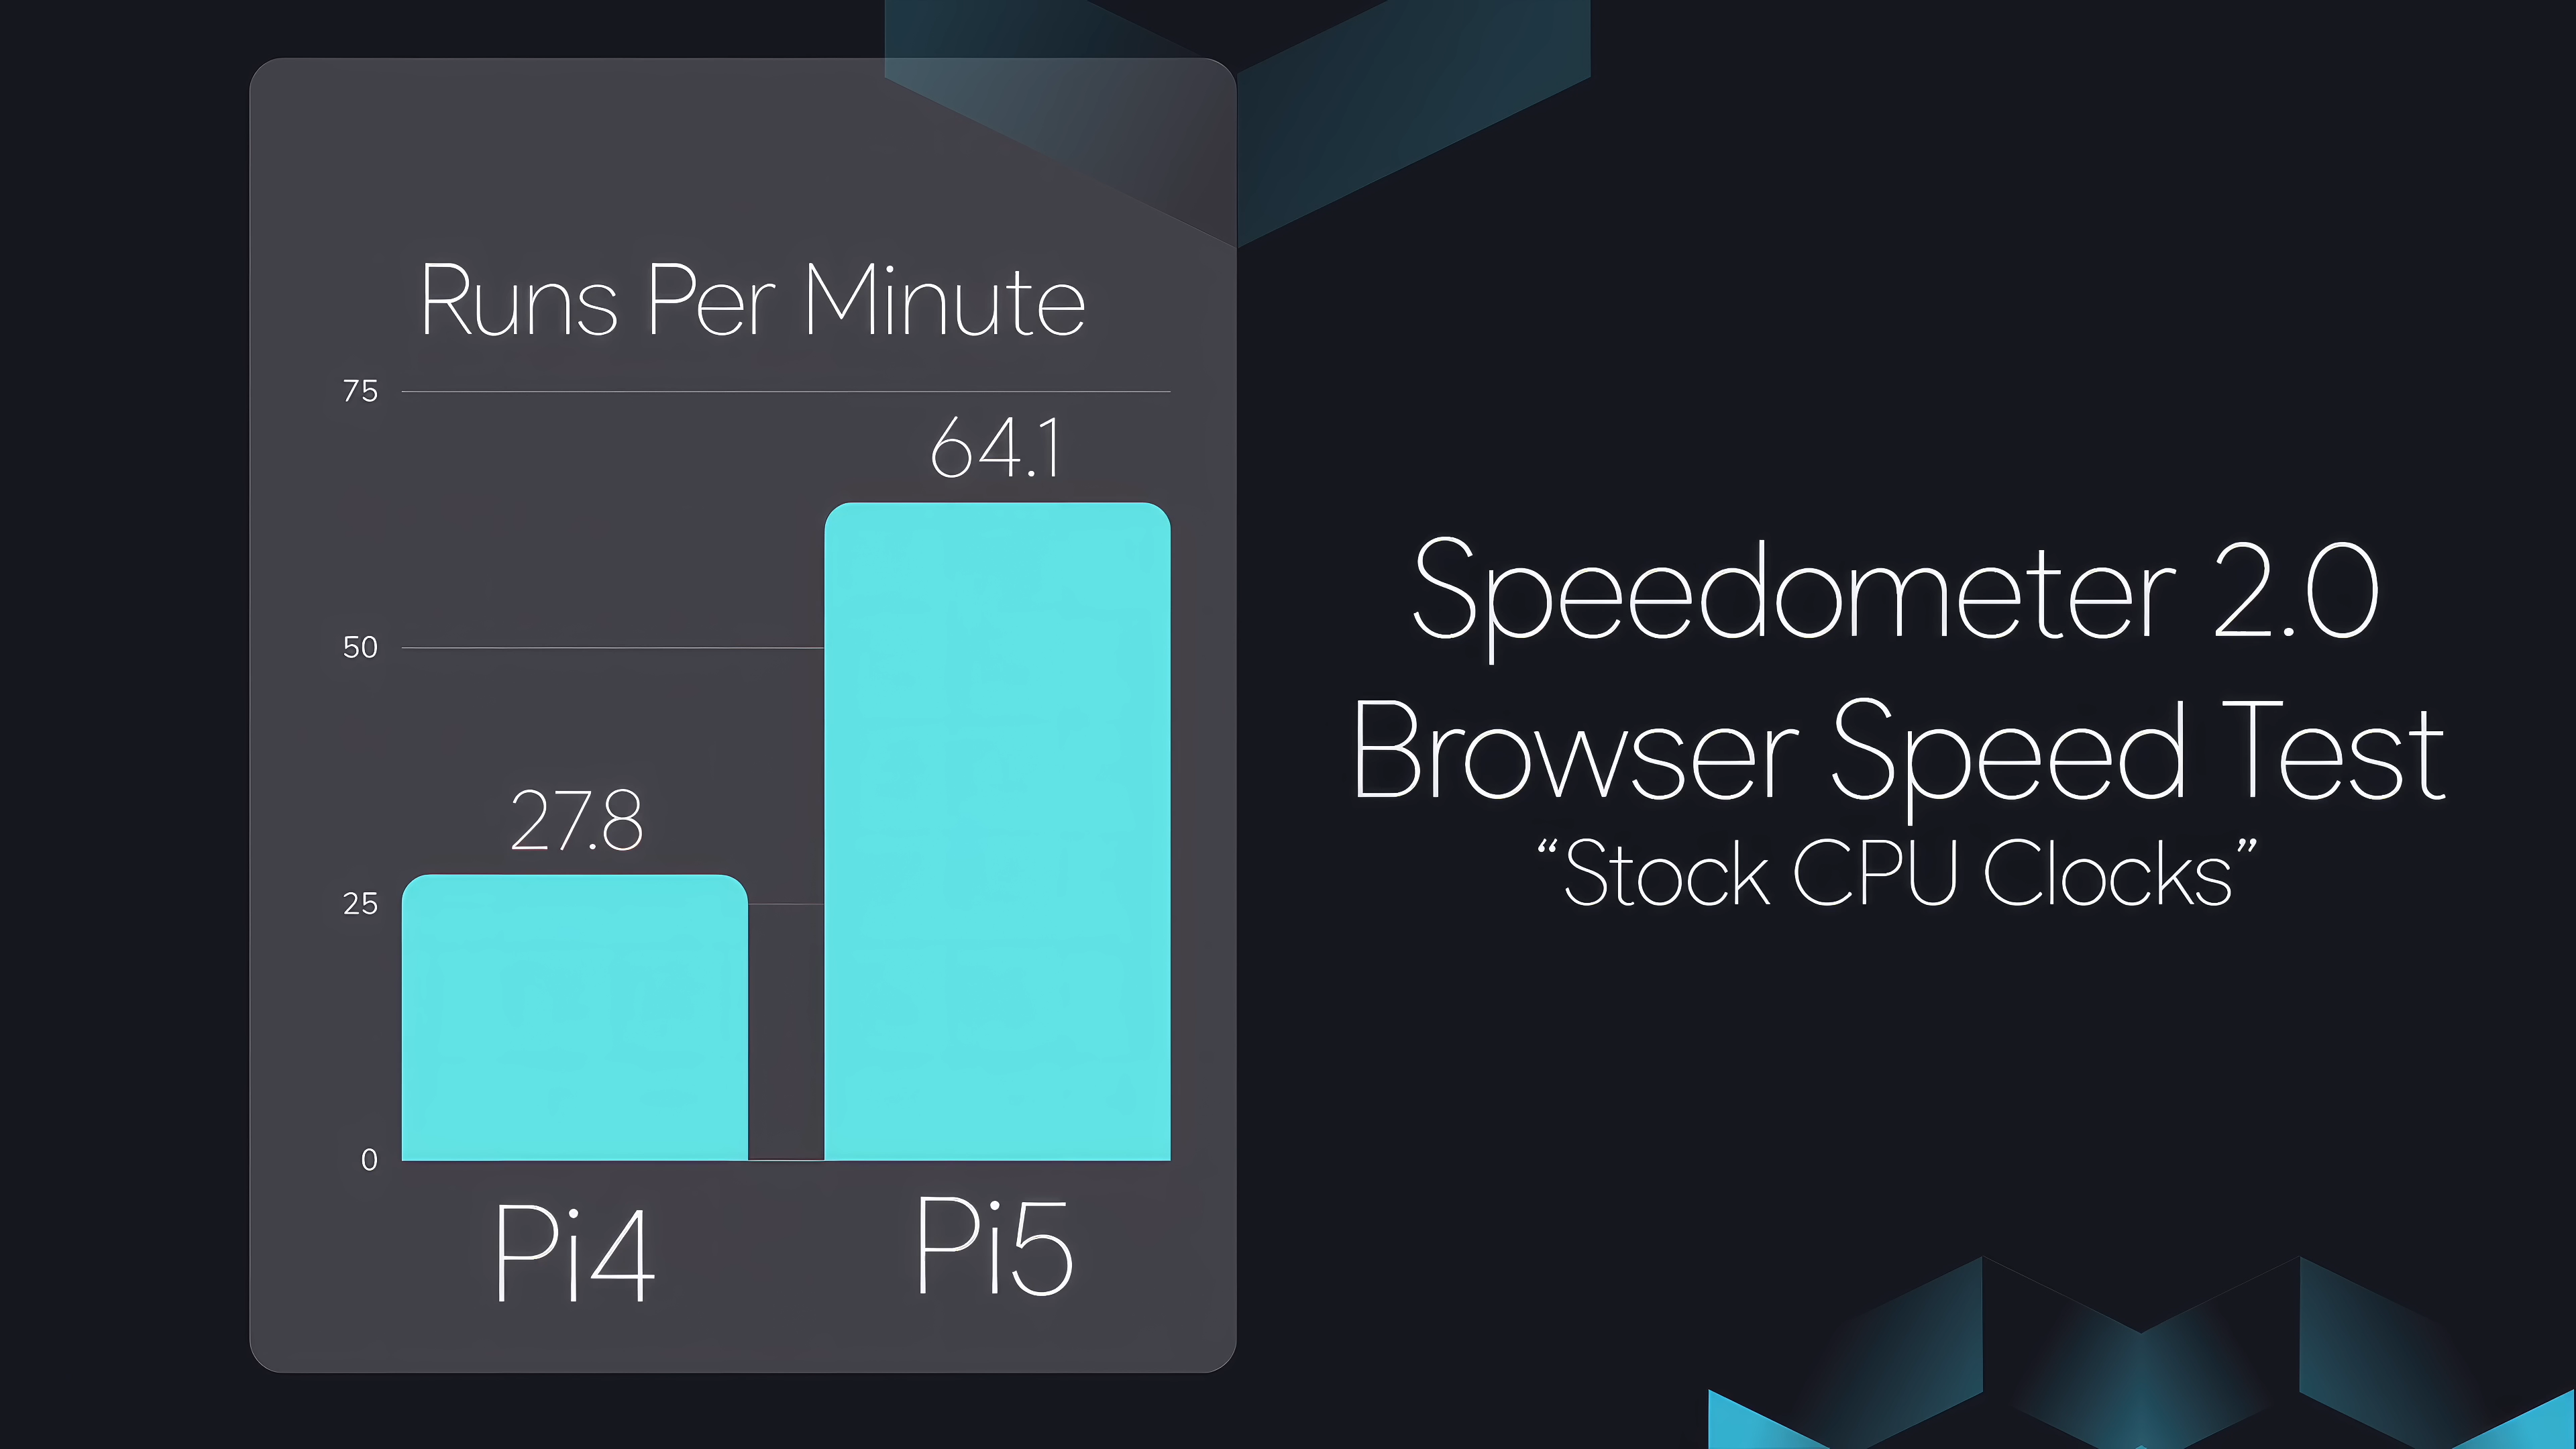 Runs Per Minute
75
64.1
50
27.8
25
0
Pi4 Pi5
Speedometer 2.0
Browser Speed Test
“Stock CPU Clocks”